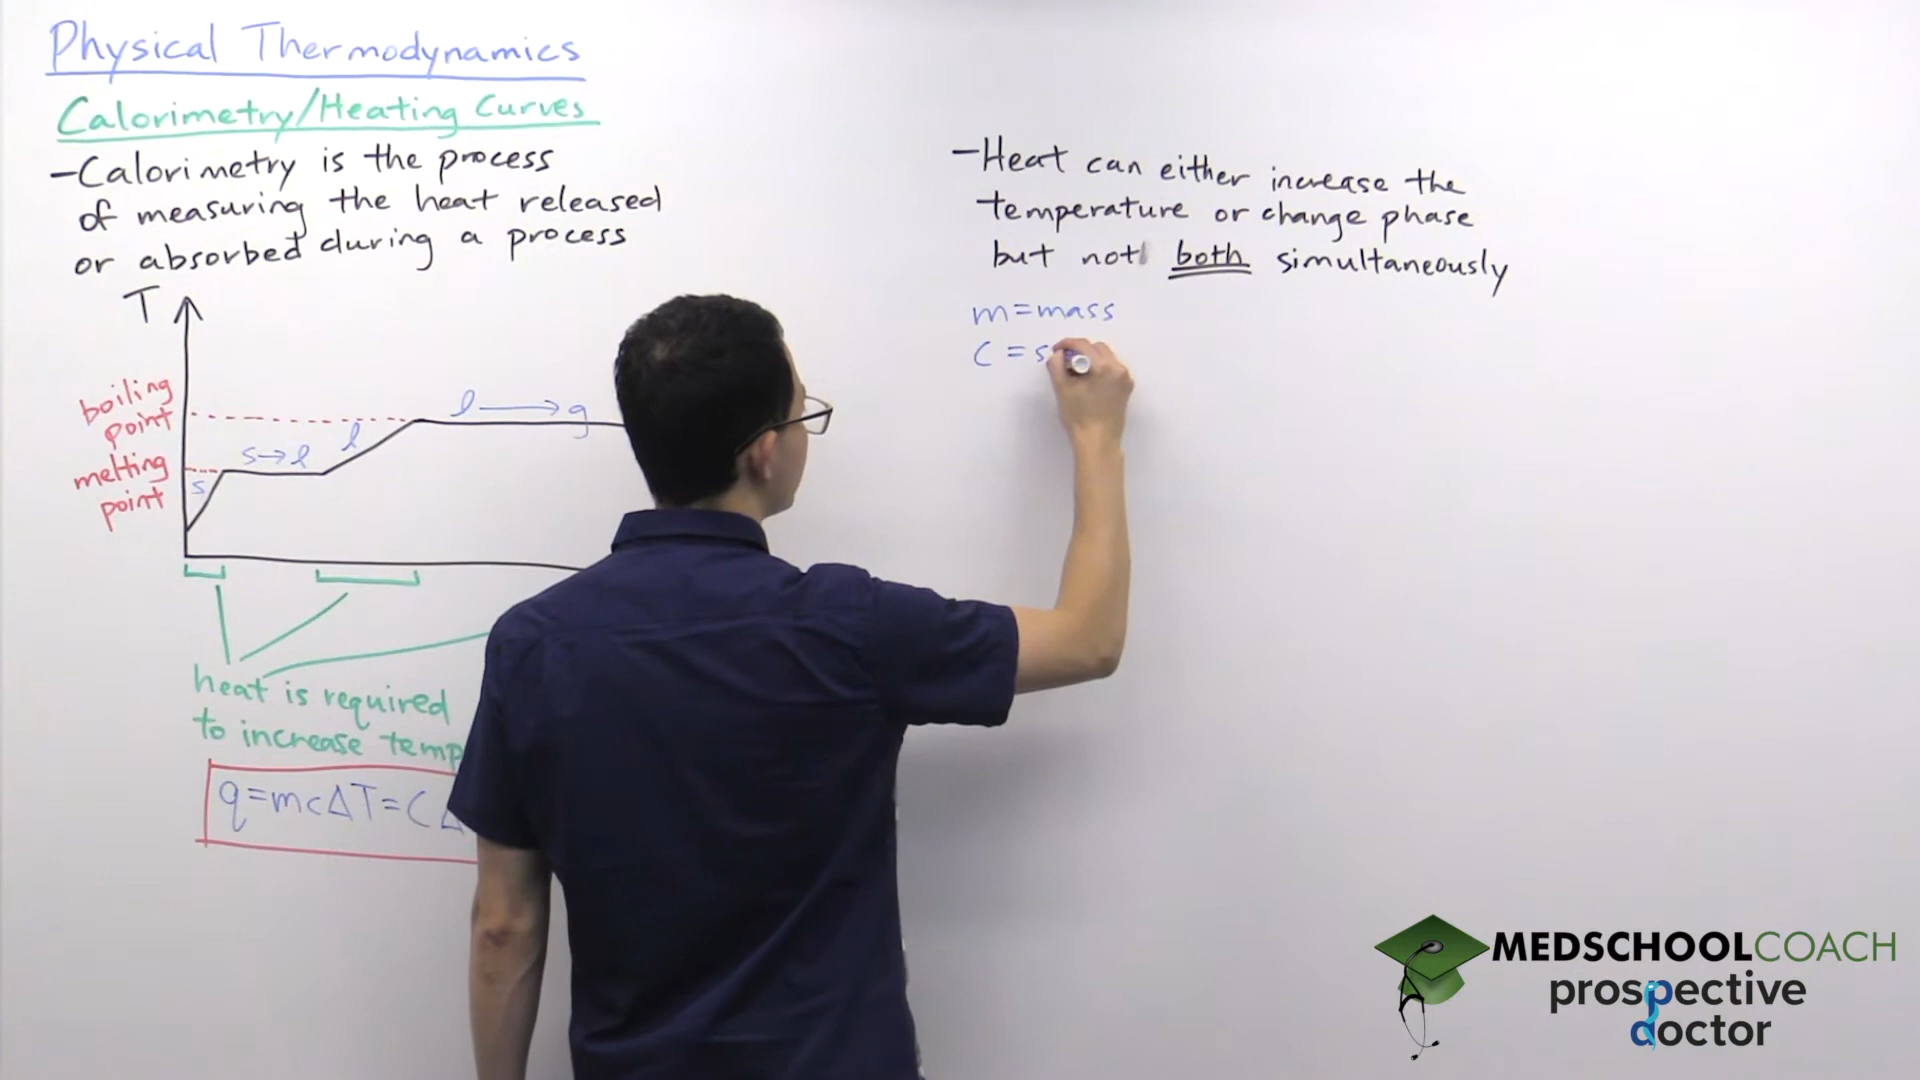 Physical Thermodynamics
Calorimetry/Heating Curves
-Calorimetry is the process
of measuring the heat released
or absorbed during a process
T
boiling
point
melting
point
s
s→l
l
l→g
heat is required
to increase temp
q=mcΔT=CΔ
-Heat can either increase the
temperature or change phase
but not both simultaneously
m=mass
c=s
MEDSCHOOLCOACH
prospective
doctor